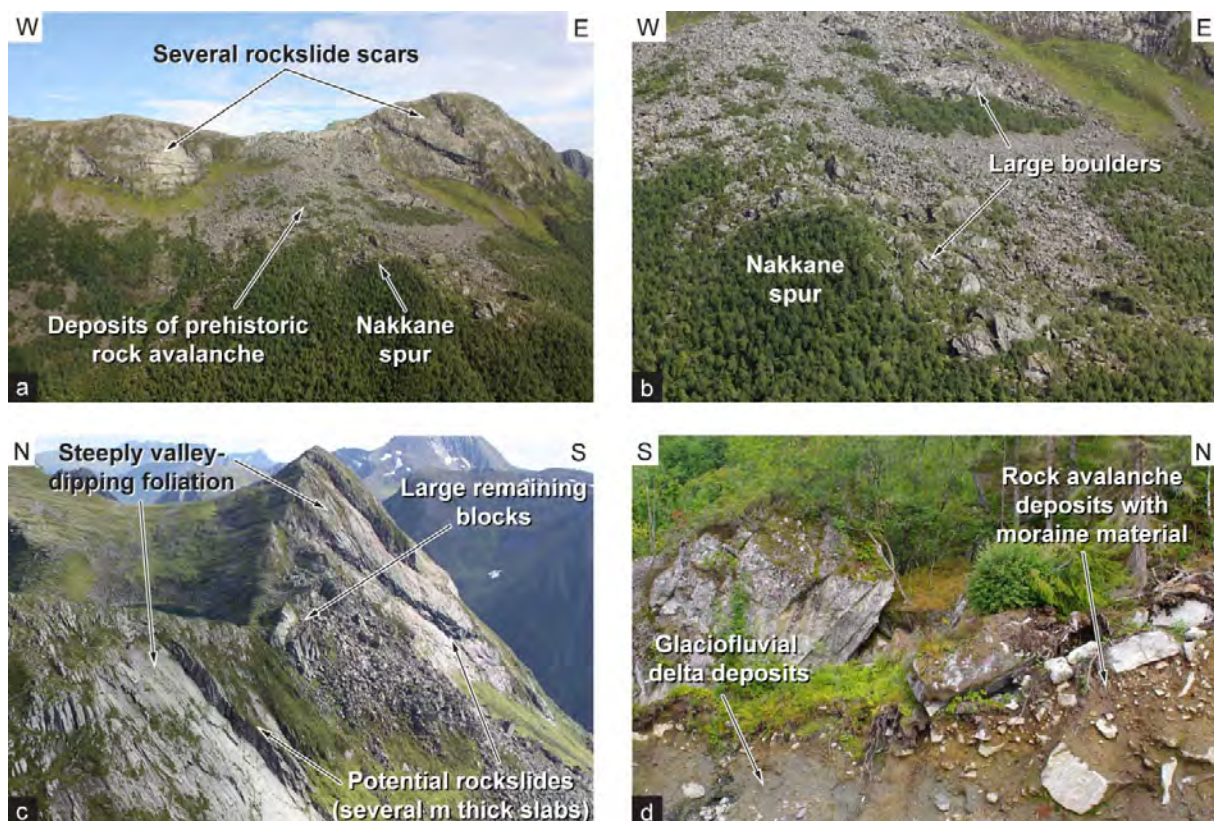 W
E
Several rockslide scars
Deposits of prehistoric
rock avalanche
Nakkane
spur
a
W
E
Large boulders
Nakkane
spur
b
N
S
Steeply valley-
dipping foliation
Large remaining
blocks
Potential rockslides
(several m thick slabs)
c
S
N
Rock avalanche
deposits with
moraine material
Glaciofluvial
delta deposits
d